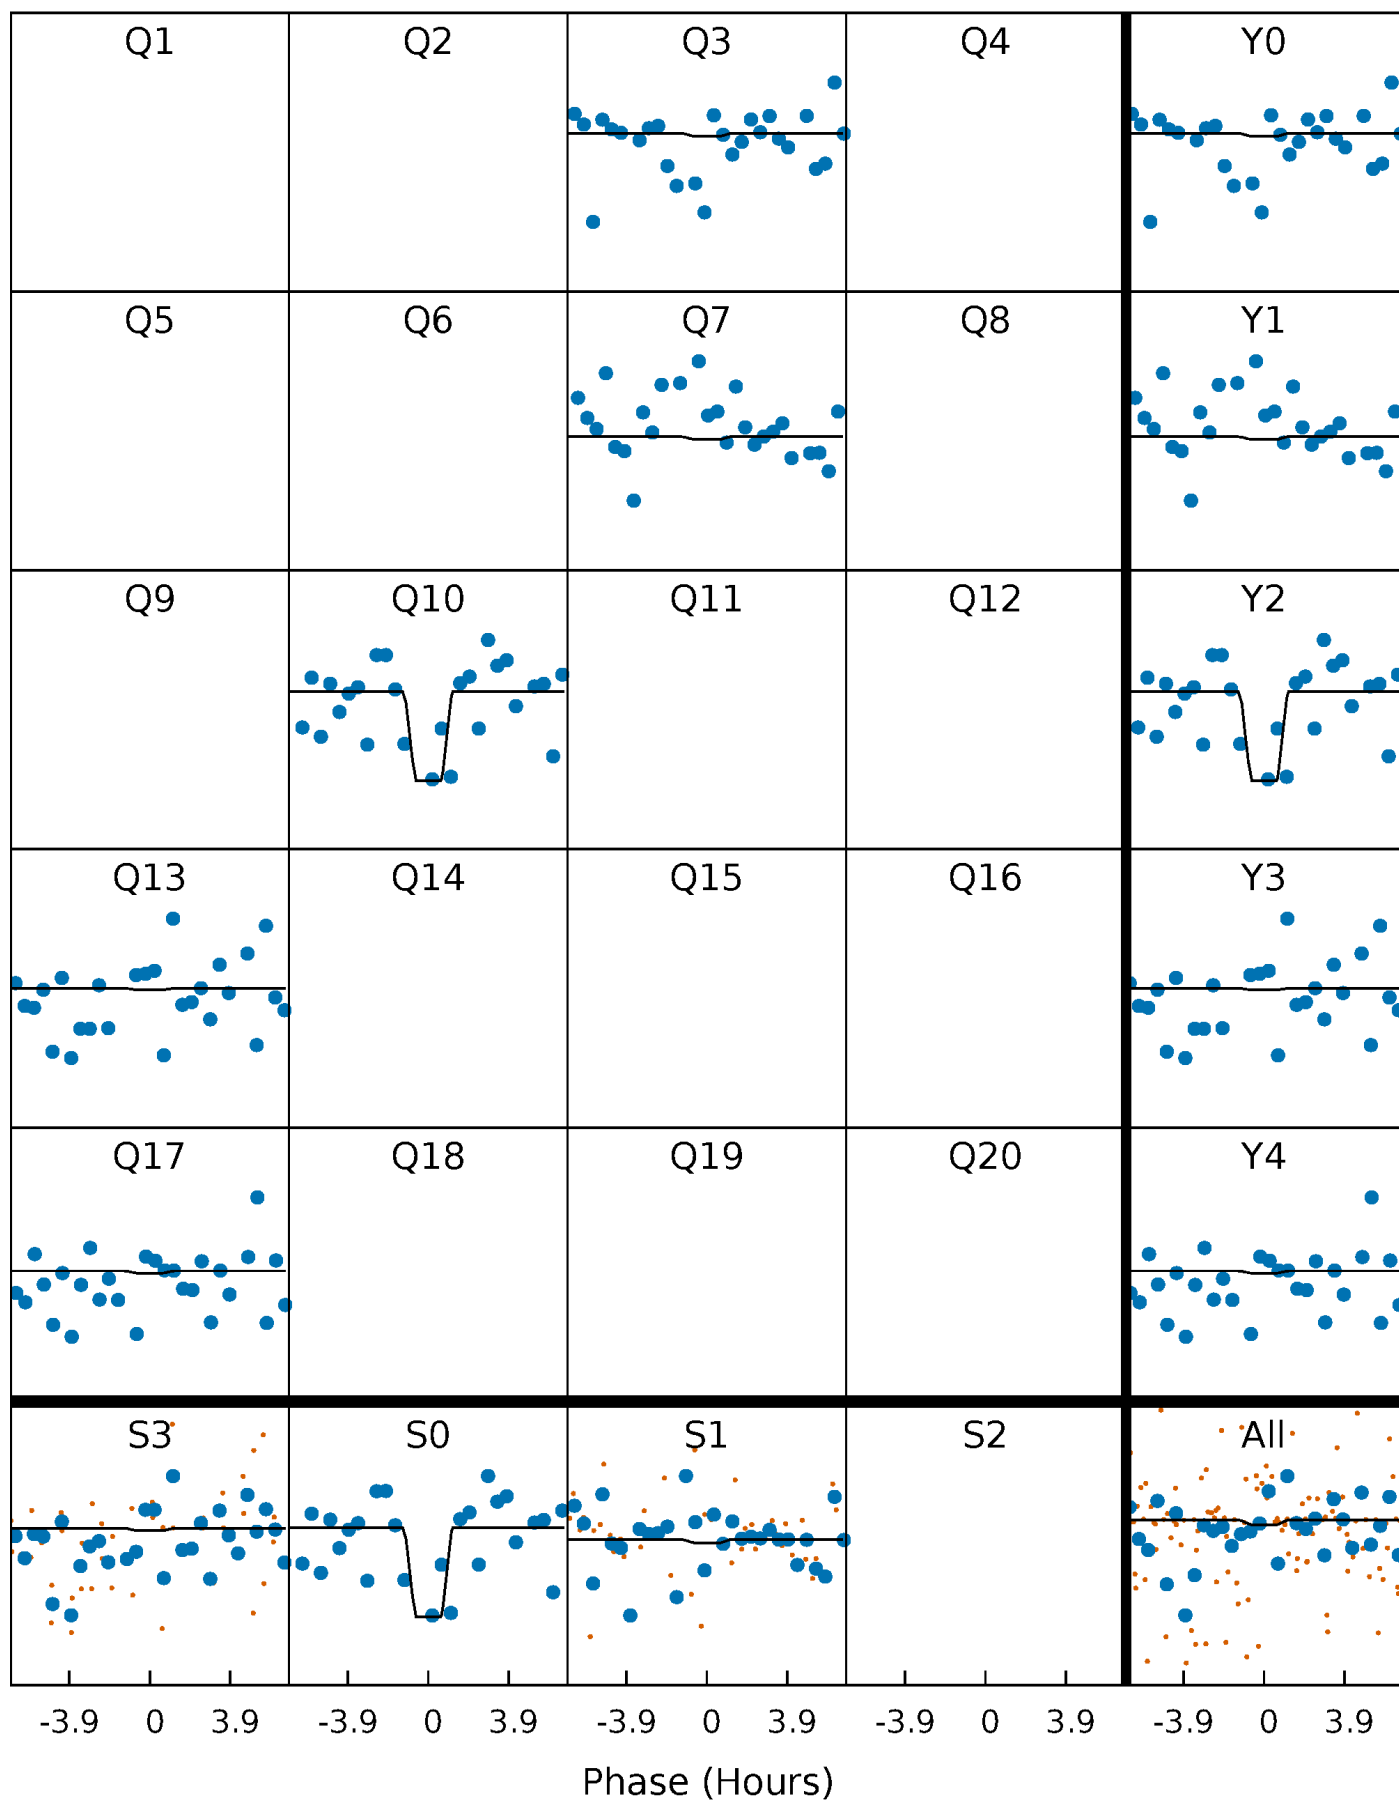 Q1 Q2 Q3 Q4 Y0
Q5 Q6 Q7 Q8 Y1
Q9 Q10 Q11 Q12 Y2
Q13 Q14 Q15 Q16 Y3
Q17 Q18 Q19 Q20 Y4
S3 S0 S1 S2 All
-3.9 0 3.9 -3.9 0 3.9 -3.9 0 3.9 -3.9 0 3.9 -3.9 0 3.9
Phase (Hours)